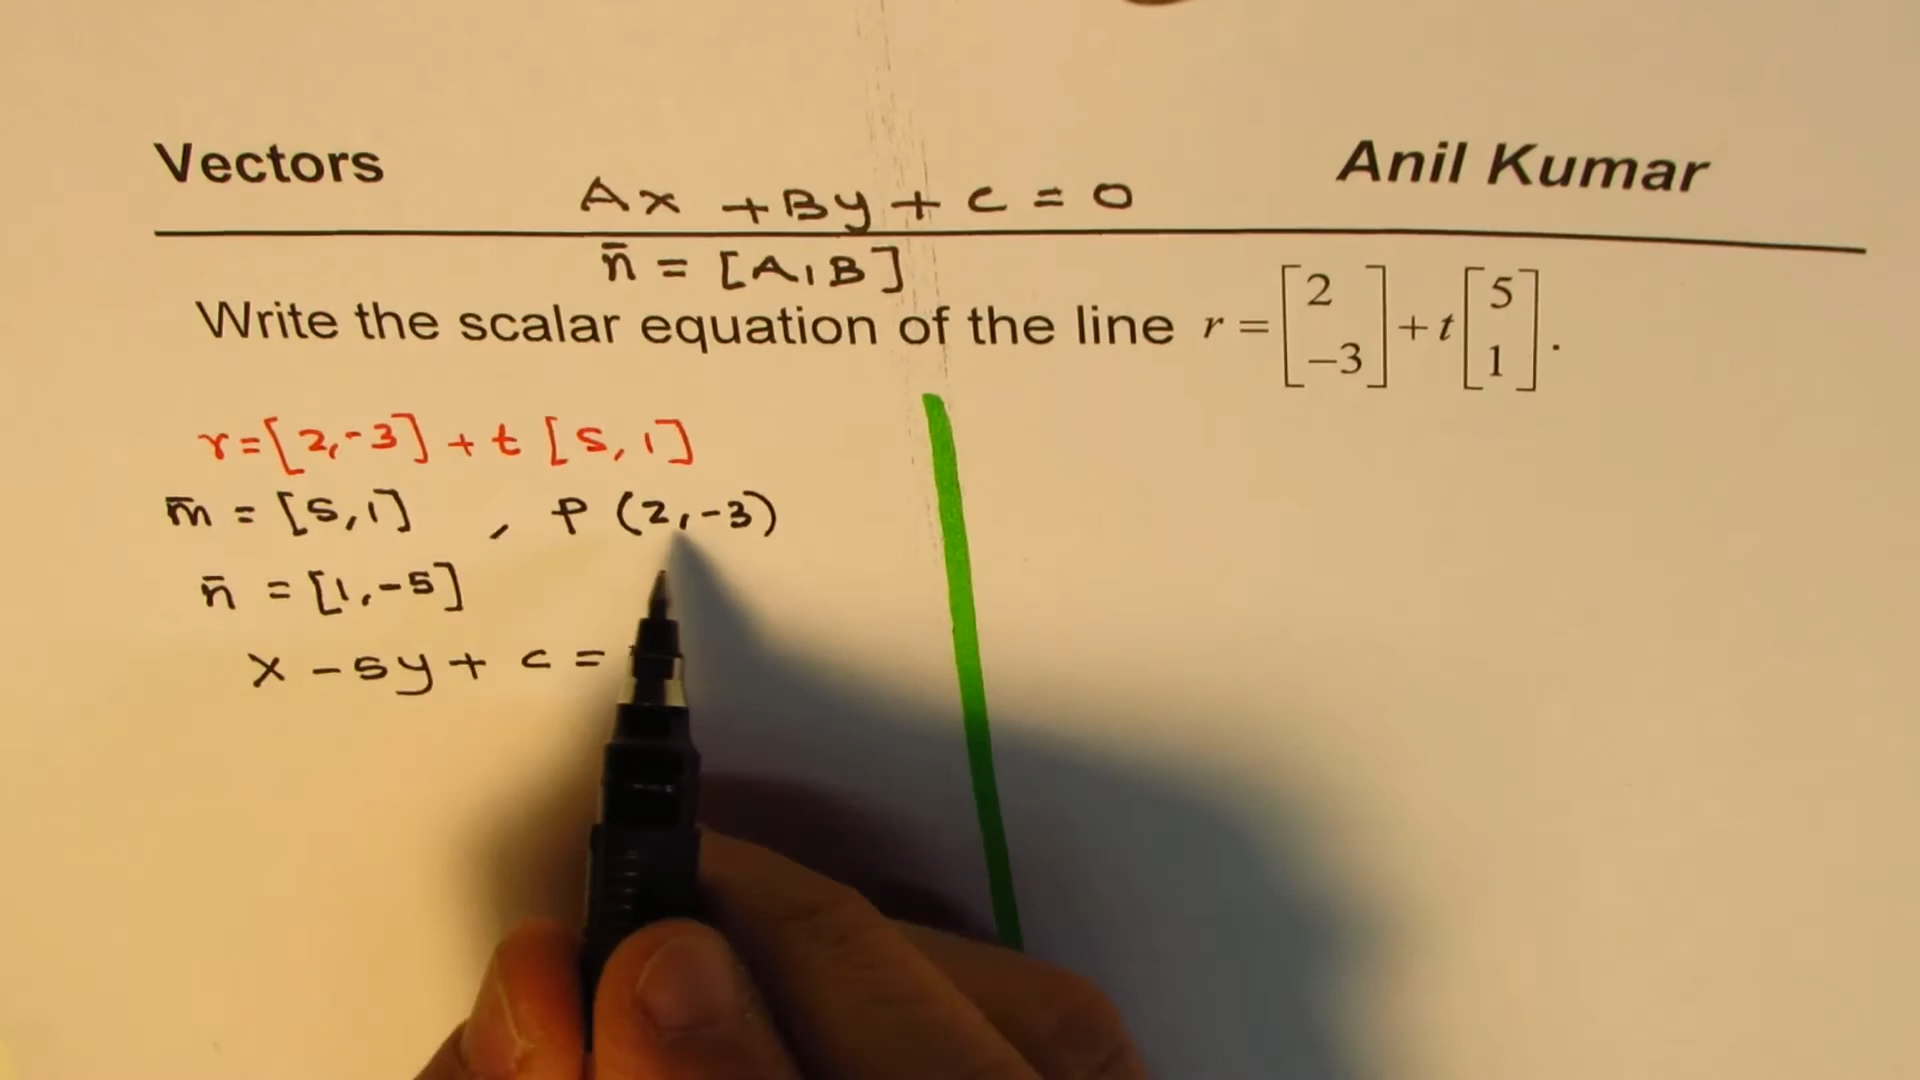 Vectors
Anil Kumar
Ax + By + c = 0
n̄ = [A, B]
Write the scalar equation of the line r = [2 −3] + t [5 1].
r = [2, -3] + t [5, 1]
m̄ = [5, 1] , P (2, -3)
n̄ = [1, -5]
x - 5y + c =